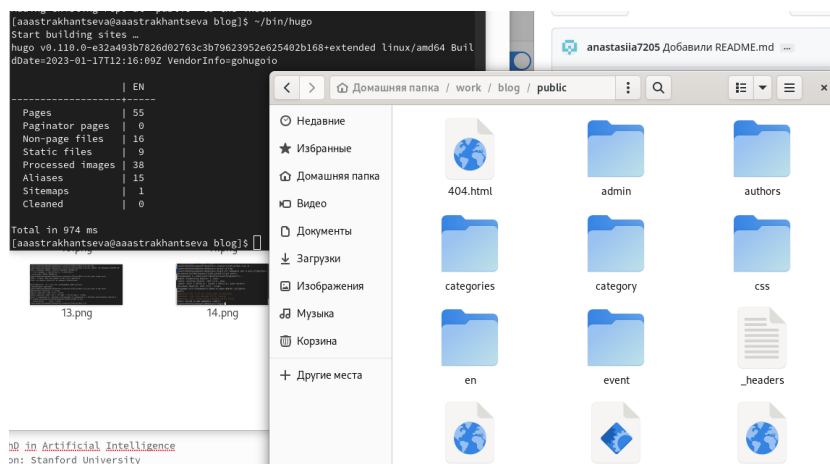 [aaastrakhantseva@aaastrakhantseva blog]$ ~/bin/hugo
Start building sites …
hugo v0.110.0-e32a493b7826d02763c3b79623952e625402b168+extended linux/amd64 Buil
dDate=2023-01-17T12:16:09Z VendorInfo=gohugoio
| EN
-------------------+-----
Pages | 55
Paginator pages | 0
Non-page files | 16
Static files | 9
Processed images | 38
Aliases | 15
Sitemaps | 1
Cleaned | 0
Total in 974 ms
[aaastrakhantseva@aaastrakhantseva blog]$
13.png
14.png
hD in Artificial Intelligence
on: Stanford University
anastasiia7205 Добавили README.md ...
Домашняя папка / work / blog / public
Недавние
Избранные
Домашняя папка
Видео
Документы
Загрузки
Изображения
Музыка
Корзина
+ Другие места
404.html
admin
authors
categories
category
css
en
event
_headers